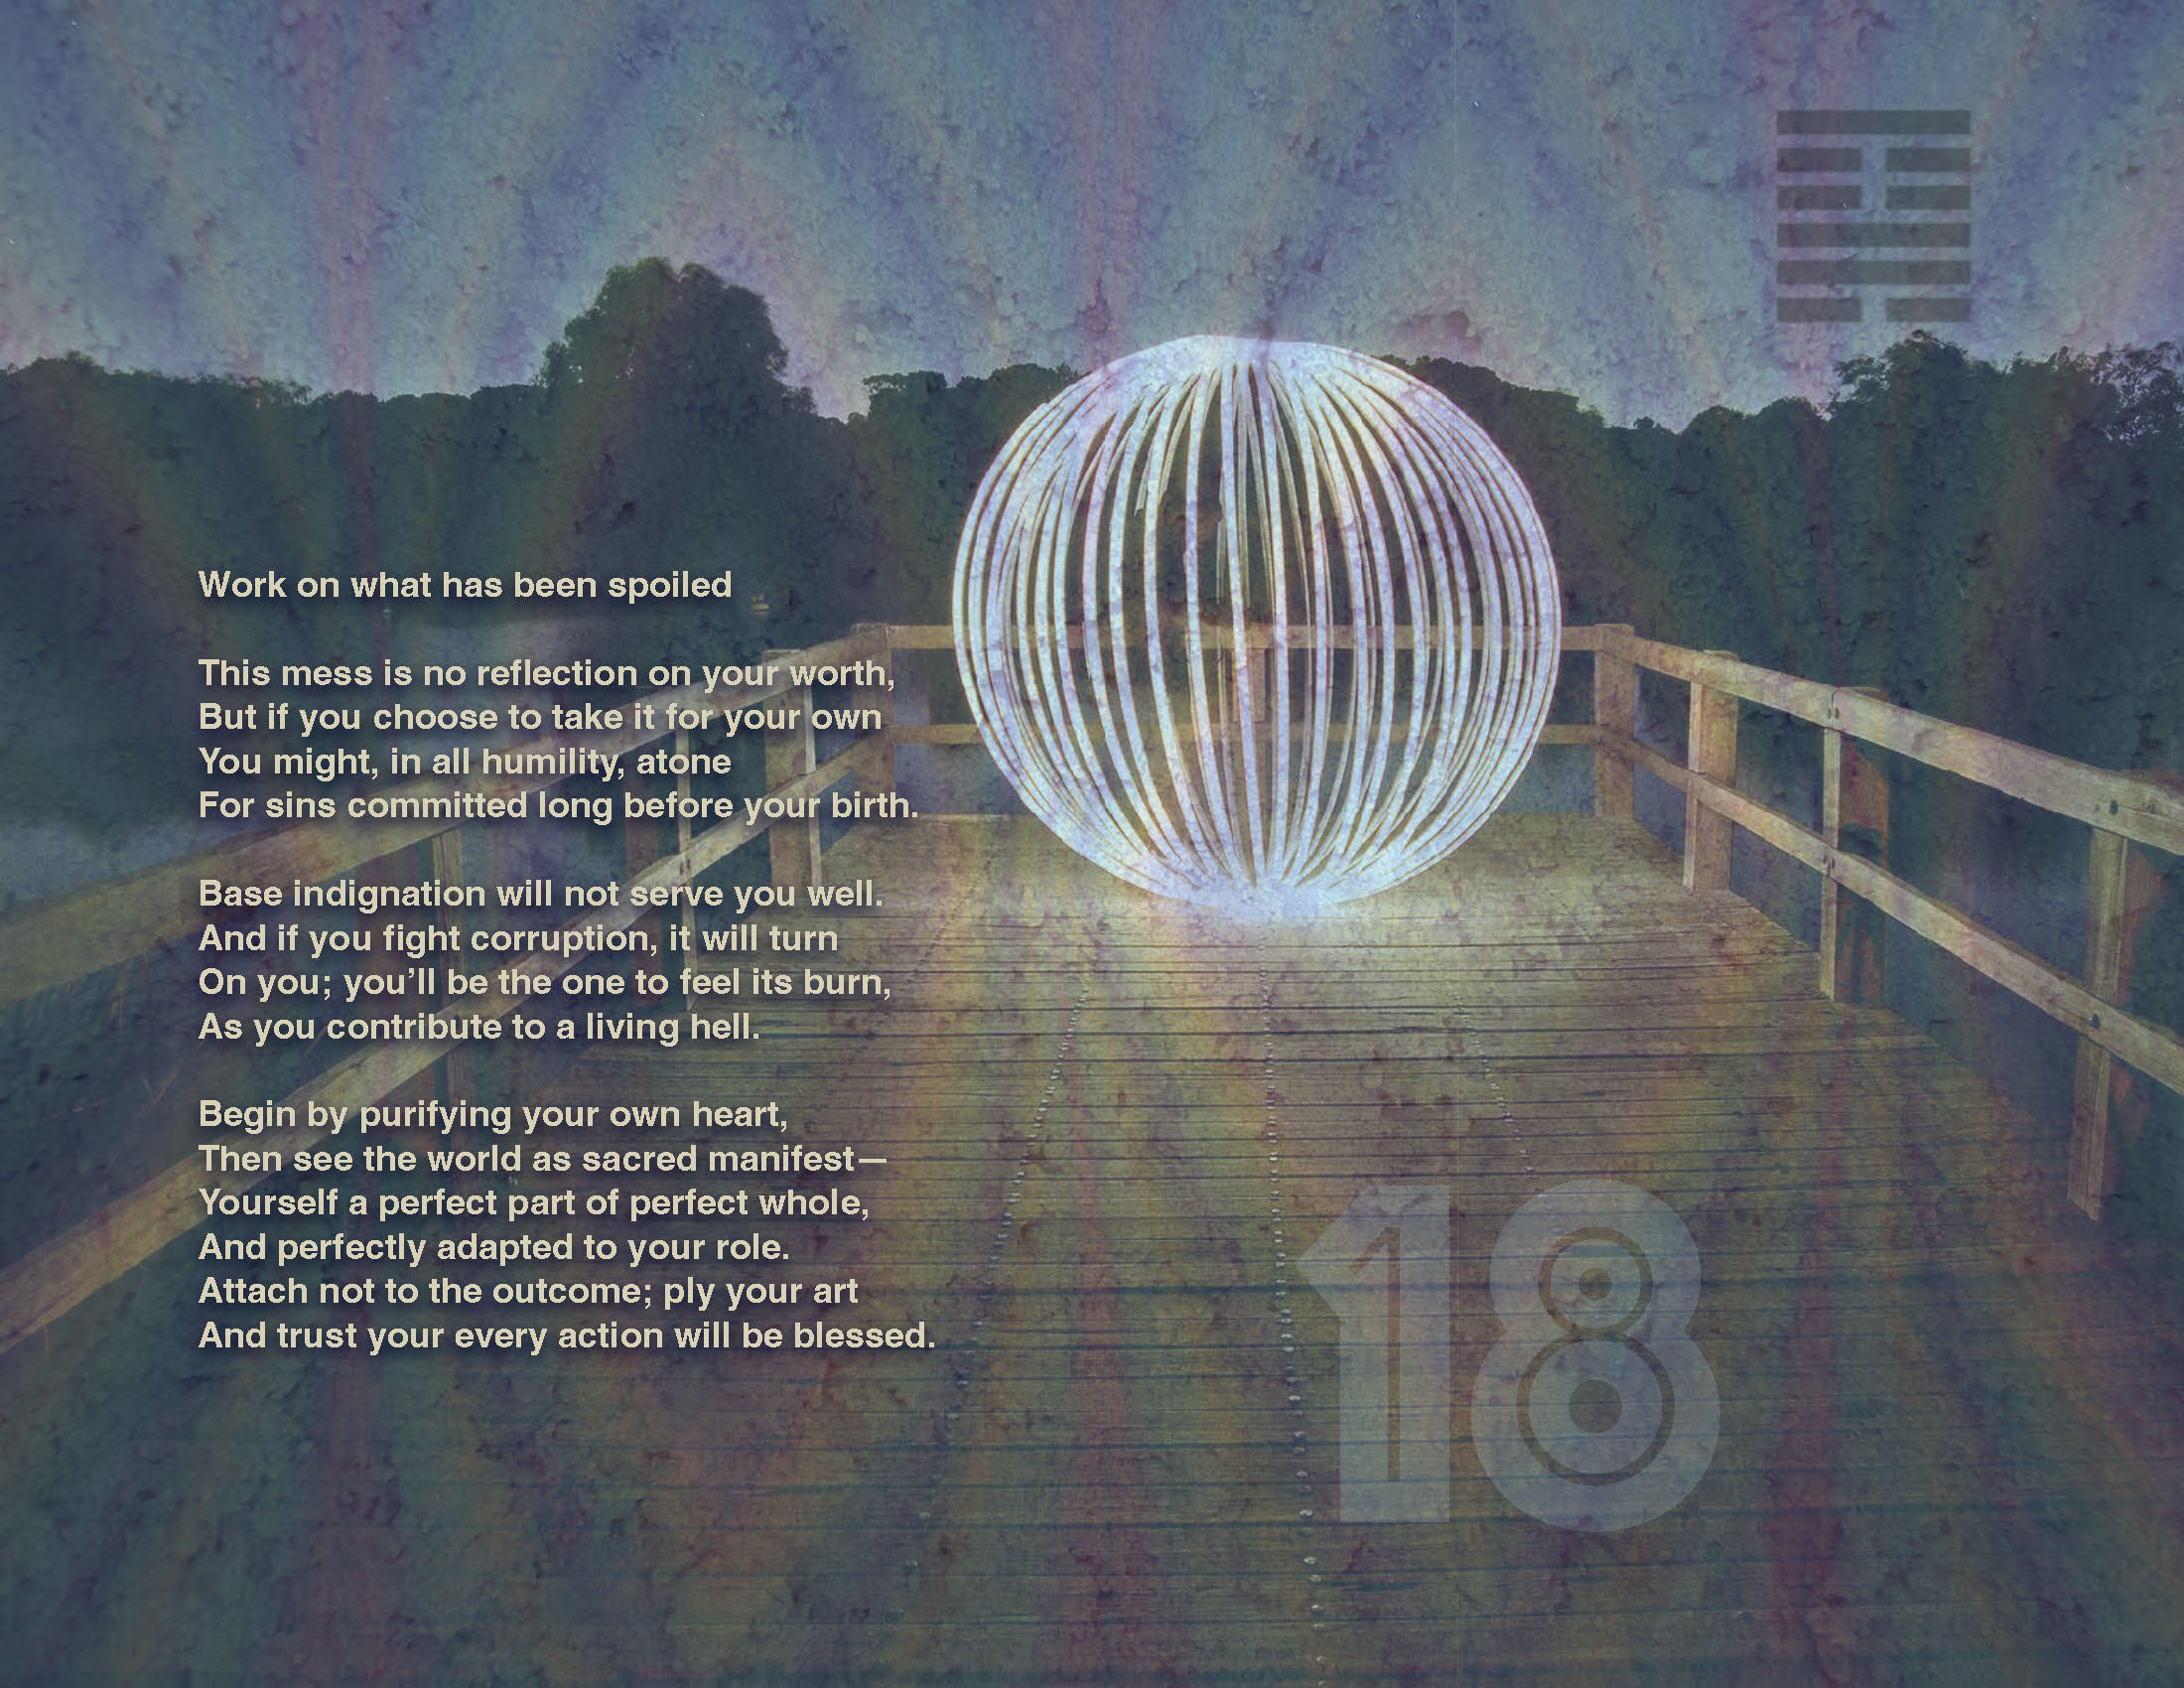 Work on what has been spoiled
This mess is no reflection on your worth,
But if you choose to take it for your own
You might, in all humility, atone
For sins committed long before your birth.
Base indignation will not serve you well.
And if you fight corruption, it will turn
On you; you’ll be the one to feel its burn,
As you contribute to a living hell.
Begin by purifying your own heart,
Then see the world as sacred manifest—
Yourself a perfect part of perfect whole,
And perfectly adapted to your role.
Attach not to the outcome; ply your art
And trust your every action will be blessed.
18